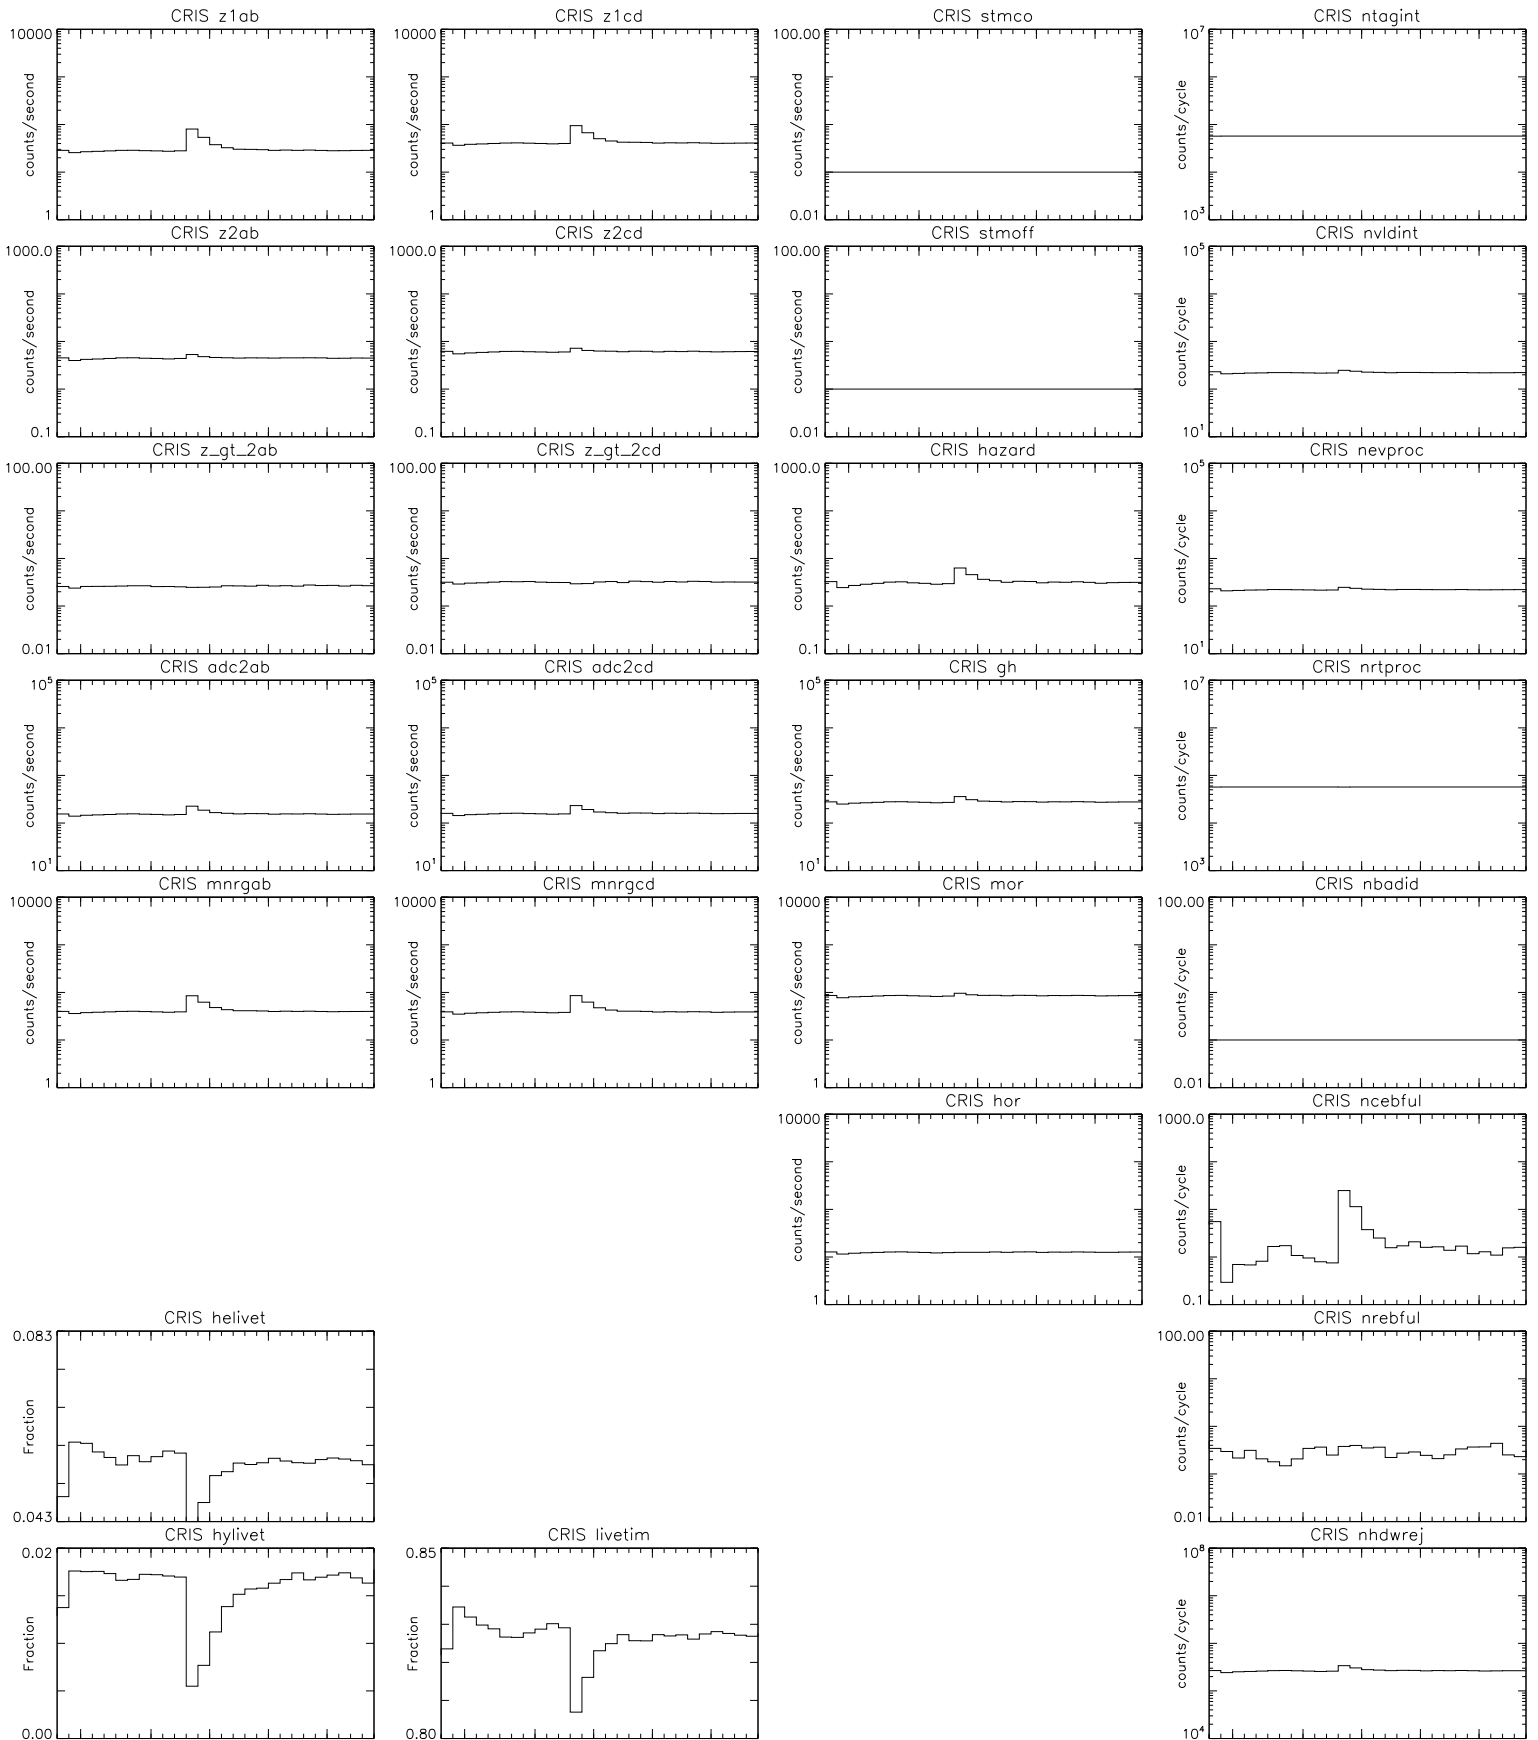 CRIS z1ab
10000
counts/second
1
CRIS z1cd
10000
counts/second
1
CRIS stmco
100.00
counts/second
0.01
CRIS ntagint
10^7
counts/cycle
10^3
CRIS z2ab
1000.0
counts/second
0.1
CRIS z2cd
1000.0
counts/second
0.1
CRIS stmoff
100.00
counts/second
0.01
CRIS nvldint
10^5
counts/cycle
10^1
CRIS z_gt_2ab
100.00
counts/second
0.01
CRIS z_gt_2cd
100.00
counts/second
0.01
CRIS hazard
1000.0
counts/second
0.1
CRIS nevproc
10^5
counts/cycle
10^1
CRIS adc2ab
10^5
counts/second
10^1
CRIS adc2cd
10^5
counts/second
10^1
CRIS gh
10^5
counts/second
10^1
CRIS nrtproc
10^7
counts/cycle
10^3
CRIS mnrgab
10000
counts/second
1
CRIS mnrgcd
10000
counts/second
1
CRIS mor
10000
counts/second
1
CRIS nbadid
100.00
counts/cycle
0.01
CRIS hor
10000
counts/second
1
CRIS ncebful
1000.0
counts/cycle
0.1
CRIS helivet
0.083
Fraction
0.043
CRIS nrebful
100.00
counts/cycle
0.01
CRIS hylivet
0.02
Fraction
0.00
CRIS livetim
0.85
Fraction
0.80
CRIS nhdwrej
10^8
counts/cycle
10^4